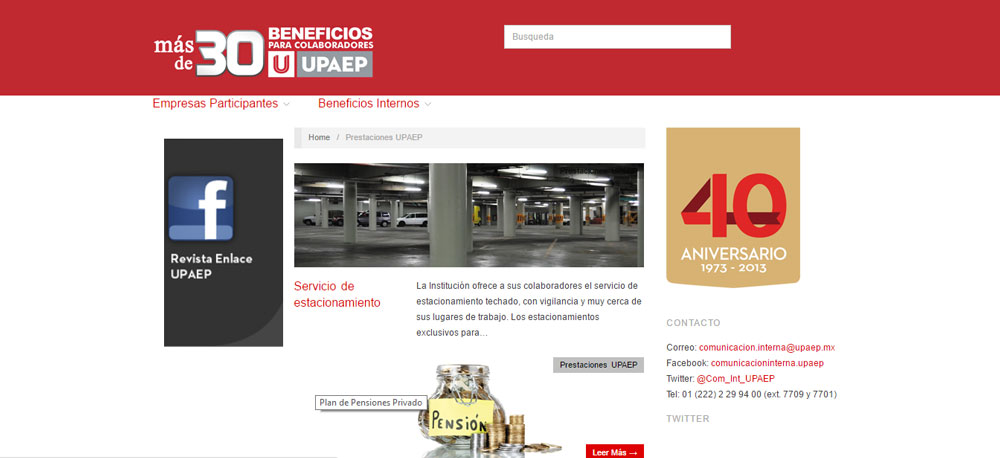 más
de
30
BENEFICIOS
PARA COLABORADORES
U UPAEP
Busqueda
Empresas Participantes
Beneficios Internos
f
Revista Enlace
UPAEP
Home / Prestaciones UPAEP
Servicio de
estacionamiento
La Institución ofrece a sus colaboradores el servicio de
estacionamiento techado, con vigilancia y muy cerca de
sus lugares de trabajo. Los estacionamientos
exclusivos para…
Prestaciones UPAEP
Plan de Pensiones Privado
PENSIÓN
Leer Más →
40
ANIVERSARIO
1973 - 2013
CONTACTO
Correo: comunicacion.interna@upaep.mx
Facebook: comunicacioninterna.upaep
Twitter: @Com_Int_UPAEP
Tel: 01 (222) 2 29 94 00 (ext. 7709 y 7701)
TWITTER